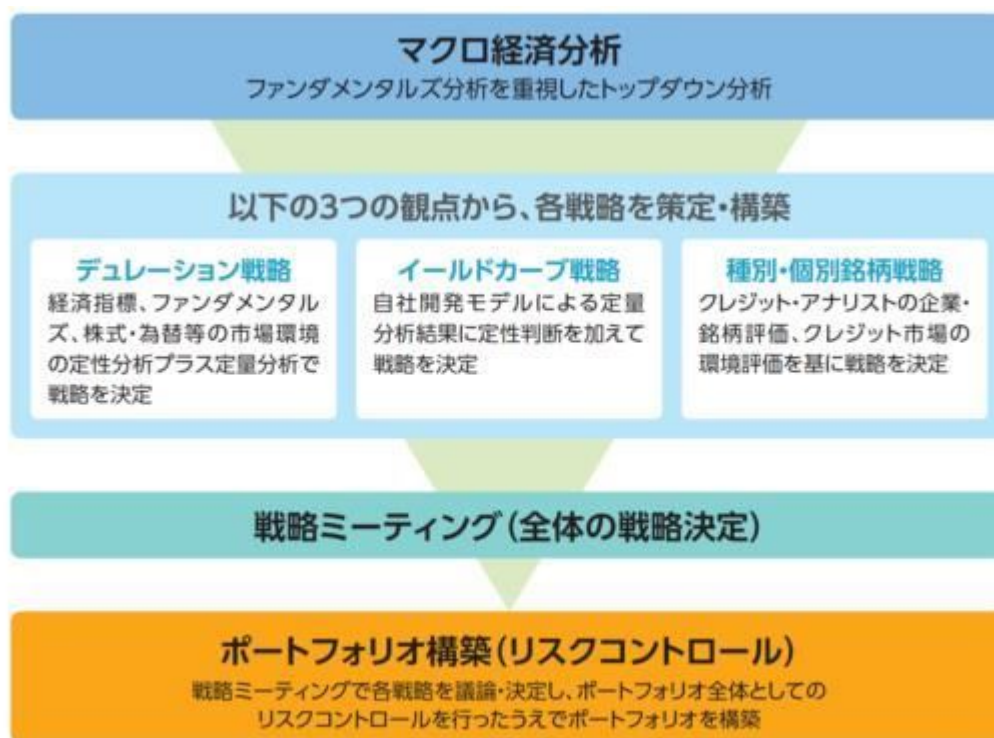 マクロ経済分析
ファンダメンタルズ分析を重視したトップダウン分析
以下の3つの観点から、各戦略を策定・構築
デュレーション戦略
経済指標、ファンダメンタル
ズ、株式・為替等の市場環境
の定性分析プラス定量分析で
戦略を決定
イールドカーブ戦略
自社開発モデルによる定量
分析結果に定性判断を加えて
戦略を決定
種別・個別銘柄戦略
クレジット・アナリストの企業・
銘柄評価、クレジット市場の
環境評価を基に戦略を決定
戦略ミーティング(全体の戦略決定)
ポートフォリオ構築(リスクコントロール)
戦略ミーティングで各戦略を議論・決定し、ポートフォリオ全体としての
リスクコントロールを行ったうえでポートフォリオを構築